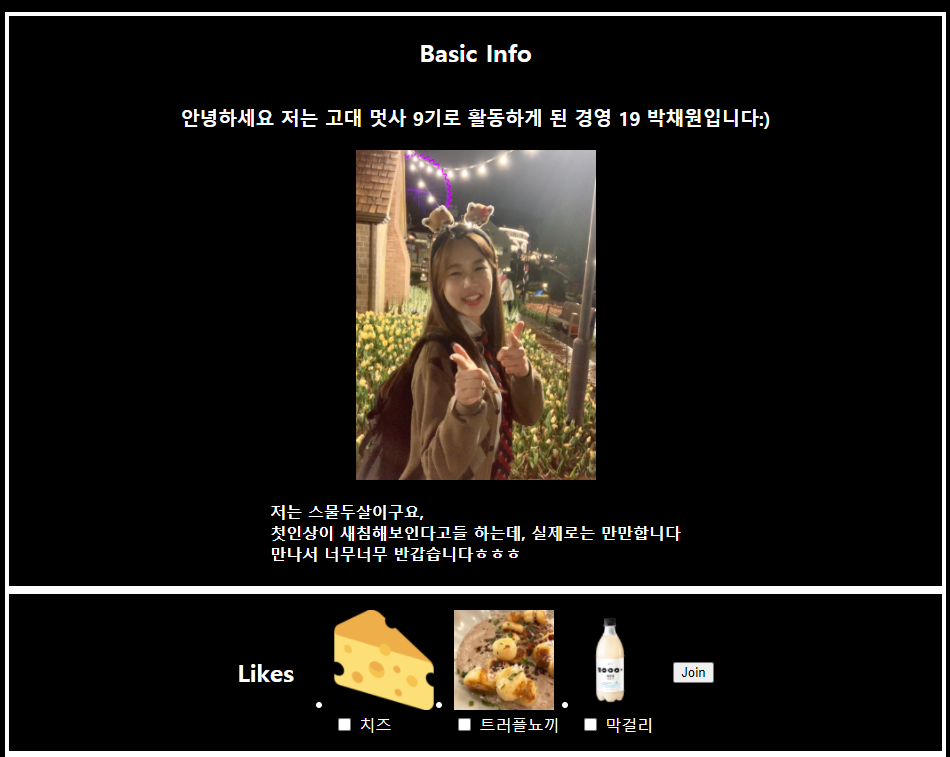 Basic Info
안녕하세요 저는 고대 멋사 9기로 활동하게 된 경영 19 박채원입니다:)
저는 스물두살이구요,
첫인상이 새침해보인다고들 하는데, 실제로는 만만합니다
만나서 너무너무 반갑습니다ㅎㅎㅎ
Likes
Join
치즈
트러플뇨끼
막걸리